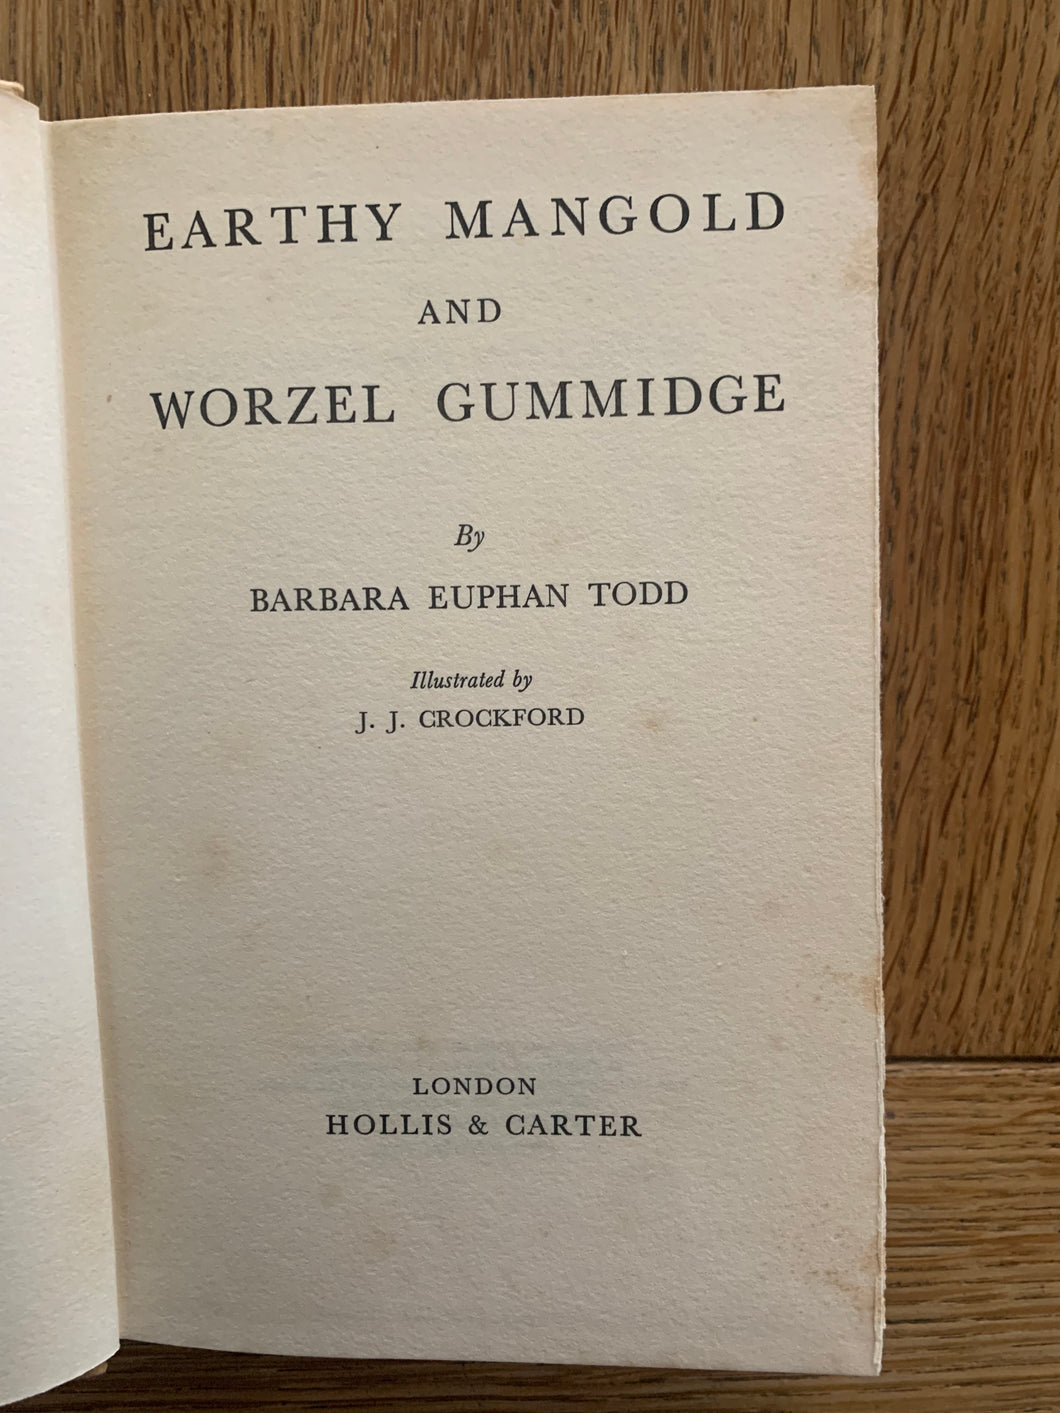 EARTHY MANGOLD
AND
WORZEL GUMMIDGE
By
BARBARA EUPHAN TODD
Illustrated by
J. J. CROCKFORD
LONDON
HOLLIS & CARTER